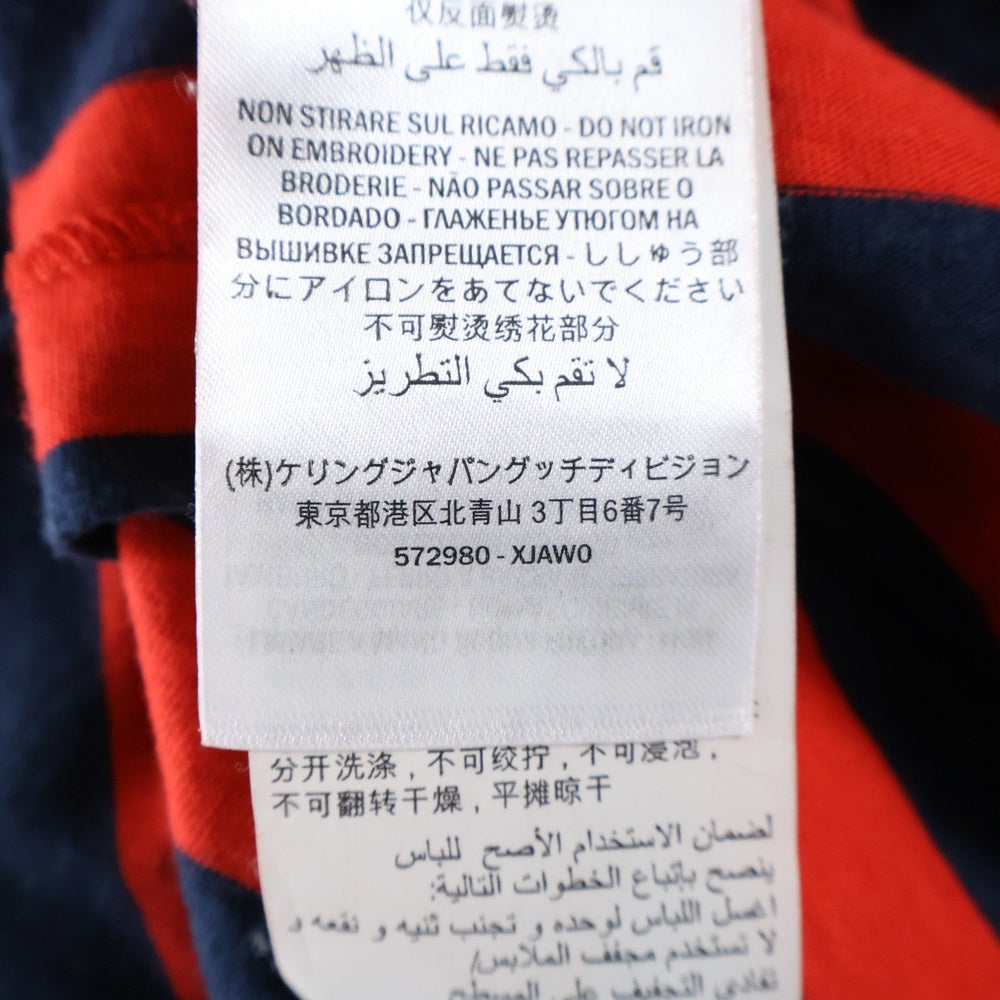 仅反面熨烫
قم بالكي فقط على الظهر
NON STIRARE SUL RICAMO - DO NOT IRON
ON EMBROIDERY - NE PAS REPASSER LA
BRODERIE - NÃO PASSAR SOBRE O
BORDADO - ГЛАЖЕНЬЕ УТЮГОМ НА
ВЫШИВКЕ ЗАПРЕЩАЕТСЯ - ししゅう部
分にアイロンをあてないでください
不可熨烫绣花部分
لا تقم بكي التطريز
(株)ケリングジャパングッチディビジョン
東京都港区北青山 3丁目6番7号
572980 - XJAW0
分开洗涤 , 不可绞拧 , 不可浸泡 ,
不可翻转干燥 , 平摊晾干
لضمان الاستخدام الأصح للباس
ينصح بإتباع الخطوات التالية:
اغسل اللباس لوحده و تجنب ثنيه و نقعه و
لا تستخدم مجفف الملابس/
تفادي التجفيف على المسطح